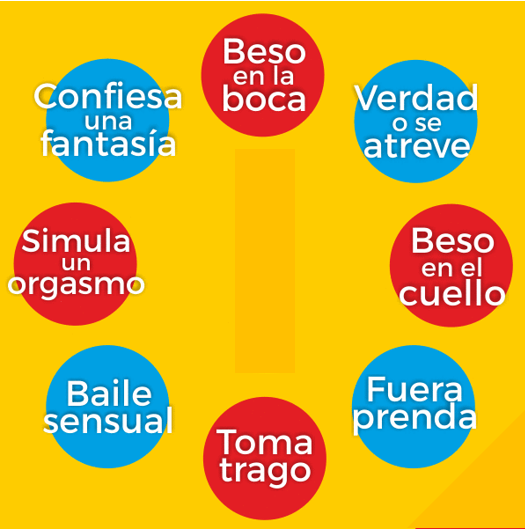 Beso
en la
boca
Verdad
o se
atreve
Beso
en el
cuello
Fuera
prenda
Toma
trago
Baile
sensual
Simula
un
orgasmo
Confiesa
una
fantasía